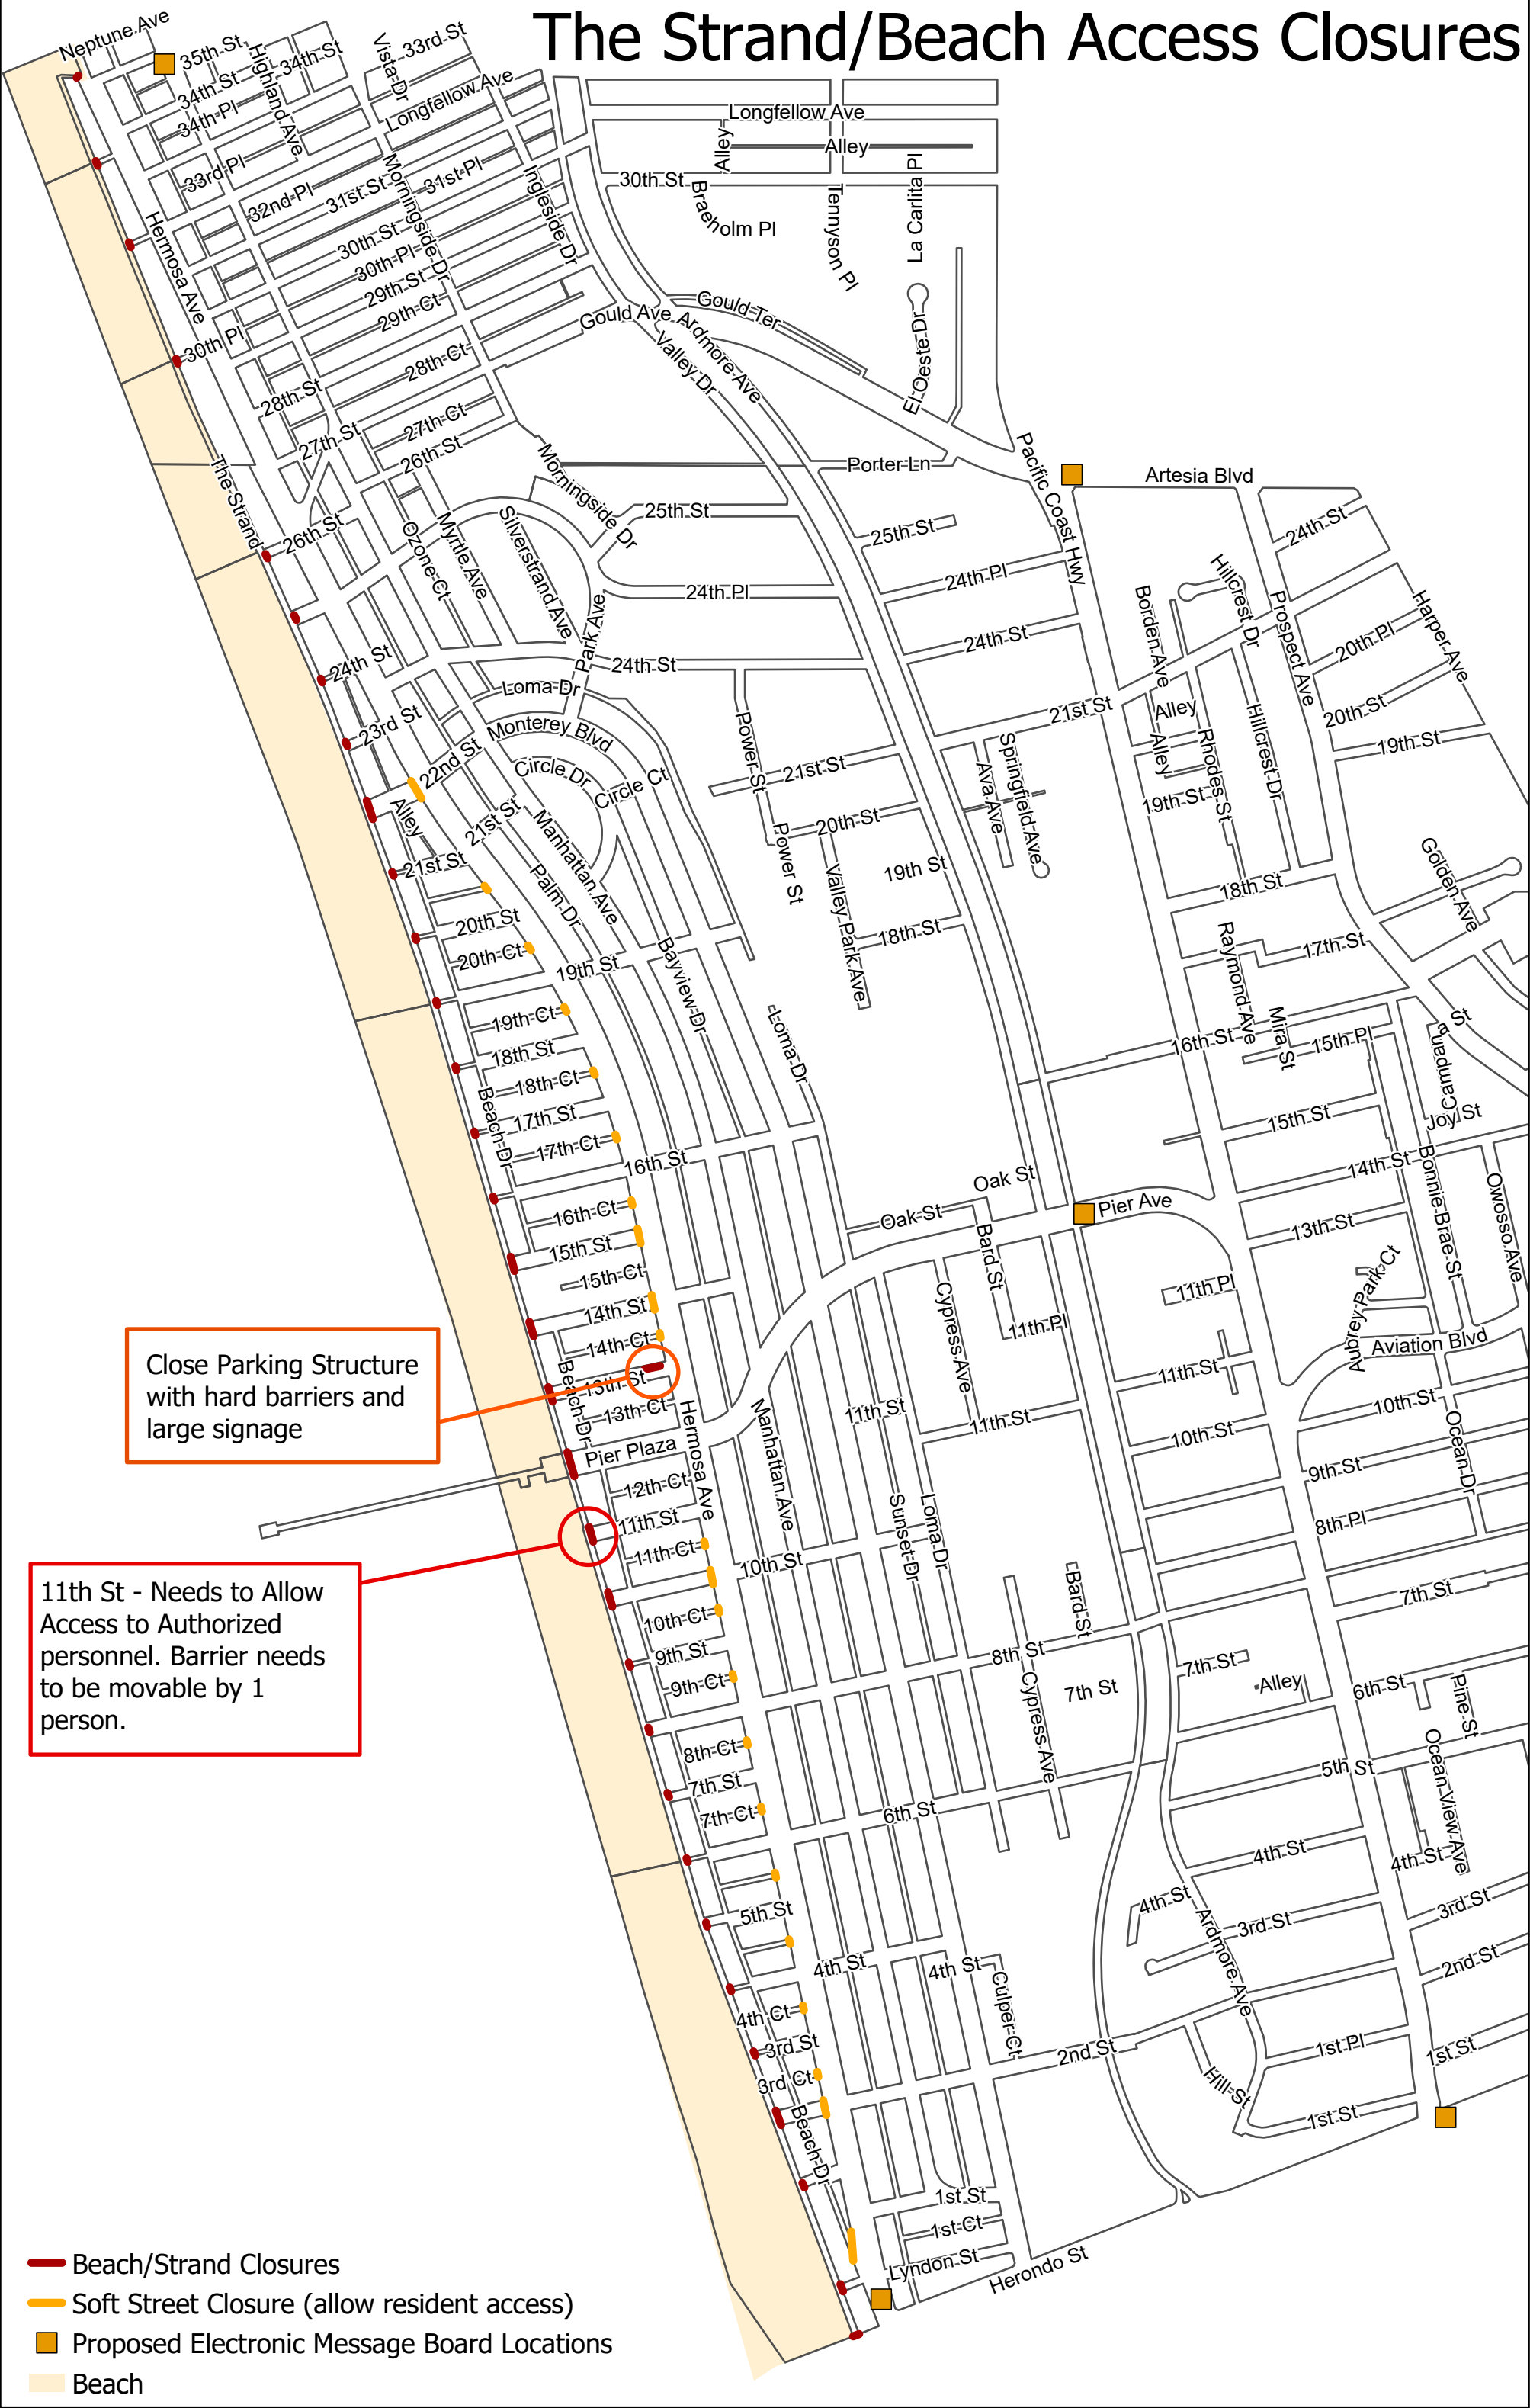 The Strand/Beach Access Closures
Neptune Ave
35th St
34th St
34th Pl
Highland Ave
34th St
Vista Dr
33rd St
Longfellow Ave
33rd Pl
32nd Pl
31st St
31st Pl
Morningside Dr
Ingleside Dr
Longfellow Ave
Alley
Alley
30th St
Braeholm Pl
Tennyson Pl
La Carlita Pl
Hermosa Ave
30th St
30th Pl
29th St
29th Ct
30th Pl
28th Ct
28th St
27th Ct
27th St
26th St
Gould Ave
Gould Ter
Ardmore Ave
Valley Dr
El Oeste Dr
Pacific Coast Hwy
Porter Ln
Artesia Blvd
The Strand
26th St
Ozone Ct
Myrtle Ave
Silverstrand Ave
Morningside Dr
25th St
25th St
24th Pl
24th Pl
24th St
Park Ave
24th St
24th St
24th St
Hillcrest Dr
Borden Ave
Prospect Ave
Harper Ave
20th Pl
20th St
19th St
Loma Dr
Monterey Blvd
23rd St
22nd St
Circle Dr
Circle Ct
Power St
21st St
21st St
Alley
Alley
Rhodes St
Hillcrest Dr
Springfield Ave
Ava Ave
19th St
20th St
Power St
Valley Park Ave
19th St
18th St
18th St
Golden Ave
Alley
21st St
21st St
Manhattan Ave
Palm Dr
20th St
20th Ct
19th St
Bayview Dr
Loma Dr
17th St
Raymond Ave
Mira St
16th St
15th Pl
15th St
a St
Campana
Joy St
14th St
Bonnie Brae St
Owosso Ave
13th St
19th Ct
18th St
18th Ct
Beach Dr
17th St
17th Ct
16th St
16th Ct
15th St
15th Ct
14th St
14th Ct
13th St
13th Ct
Beach Dr
Oak St
Oak St
Pier Ave
Bard St
Cypress Ave
11th Pl
11th Pl
Aubrey Park Ct
Aviation Blvd
11th St
10th St
10th St
Ocean Dr
9th St
8th Pl
7th St
Close Parking Structure
with hard barriers and
large signage
Pier Plaza
Hermosa Ave
Manhattan Ave
11th St
11th St
12th Ct
11th St
11th Ct
10th St
Sunset Dr
Loma Dr
10th Ct
9th St
9th Ct
8th St
Bard St
Cypress Ave
7th St
7th St
Alley
6th St
Pine St
5th St
Ocean View Ave
11th St - Needs to Allow
Access to Authorized
personnel. Barrier needs
to be movable by 1
person.
8th Ct
7th St
7th Ct
6th St
5th St
4th St
4th St
Culper Ct
4th St
4th St
4th St
3rd St
3rd St
Ardmore Ave
2nd St
4th Ct
3rd St
3rd Ct
Beach Dr
2nd St
Hill St
1st Pl
1st St
1st St
1st St
1st Ct
Lyndon St
Herondo St
Beach/Strand Closures
Soft Street Closure (allow resident access)
Proposed Electronic Message Board Locations
Beach